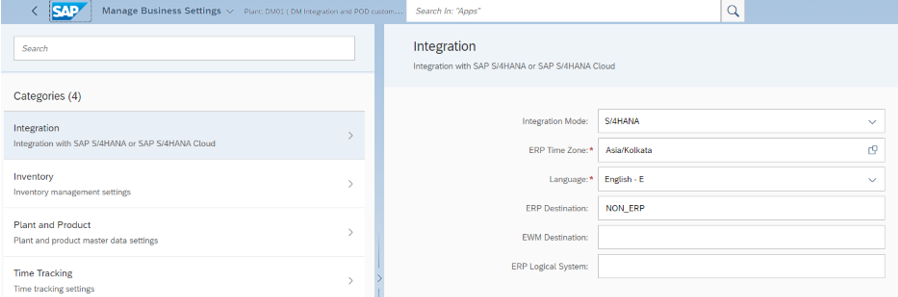 SAP Manage Business Settings Plant: DM01 ( DM Integration and POD custom... Search In: "Apps"
Search
Categories (4)
Integration
Integration with SAP S/4HANA or SAP S/4HANA Cloud
Inventory
Inventory management settings
Plant and Product
Plant and product master data settings
Time Tracking
Time tracking settings
Integration
Integration with SAP S/4HANA or SAP S/4HANA Cloud
Integration Mode: S/4HANA
ERP Time Zone:* Asia/Kolkata
Language:* English - E
ERP Destination: NON_ERP
EWM Destination:
ERP Logical System: